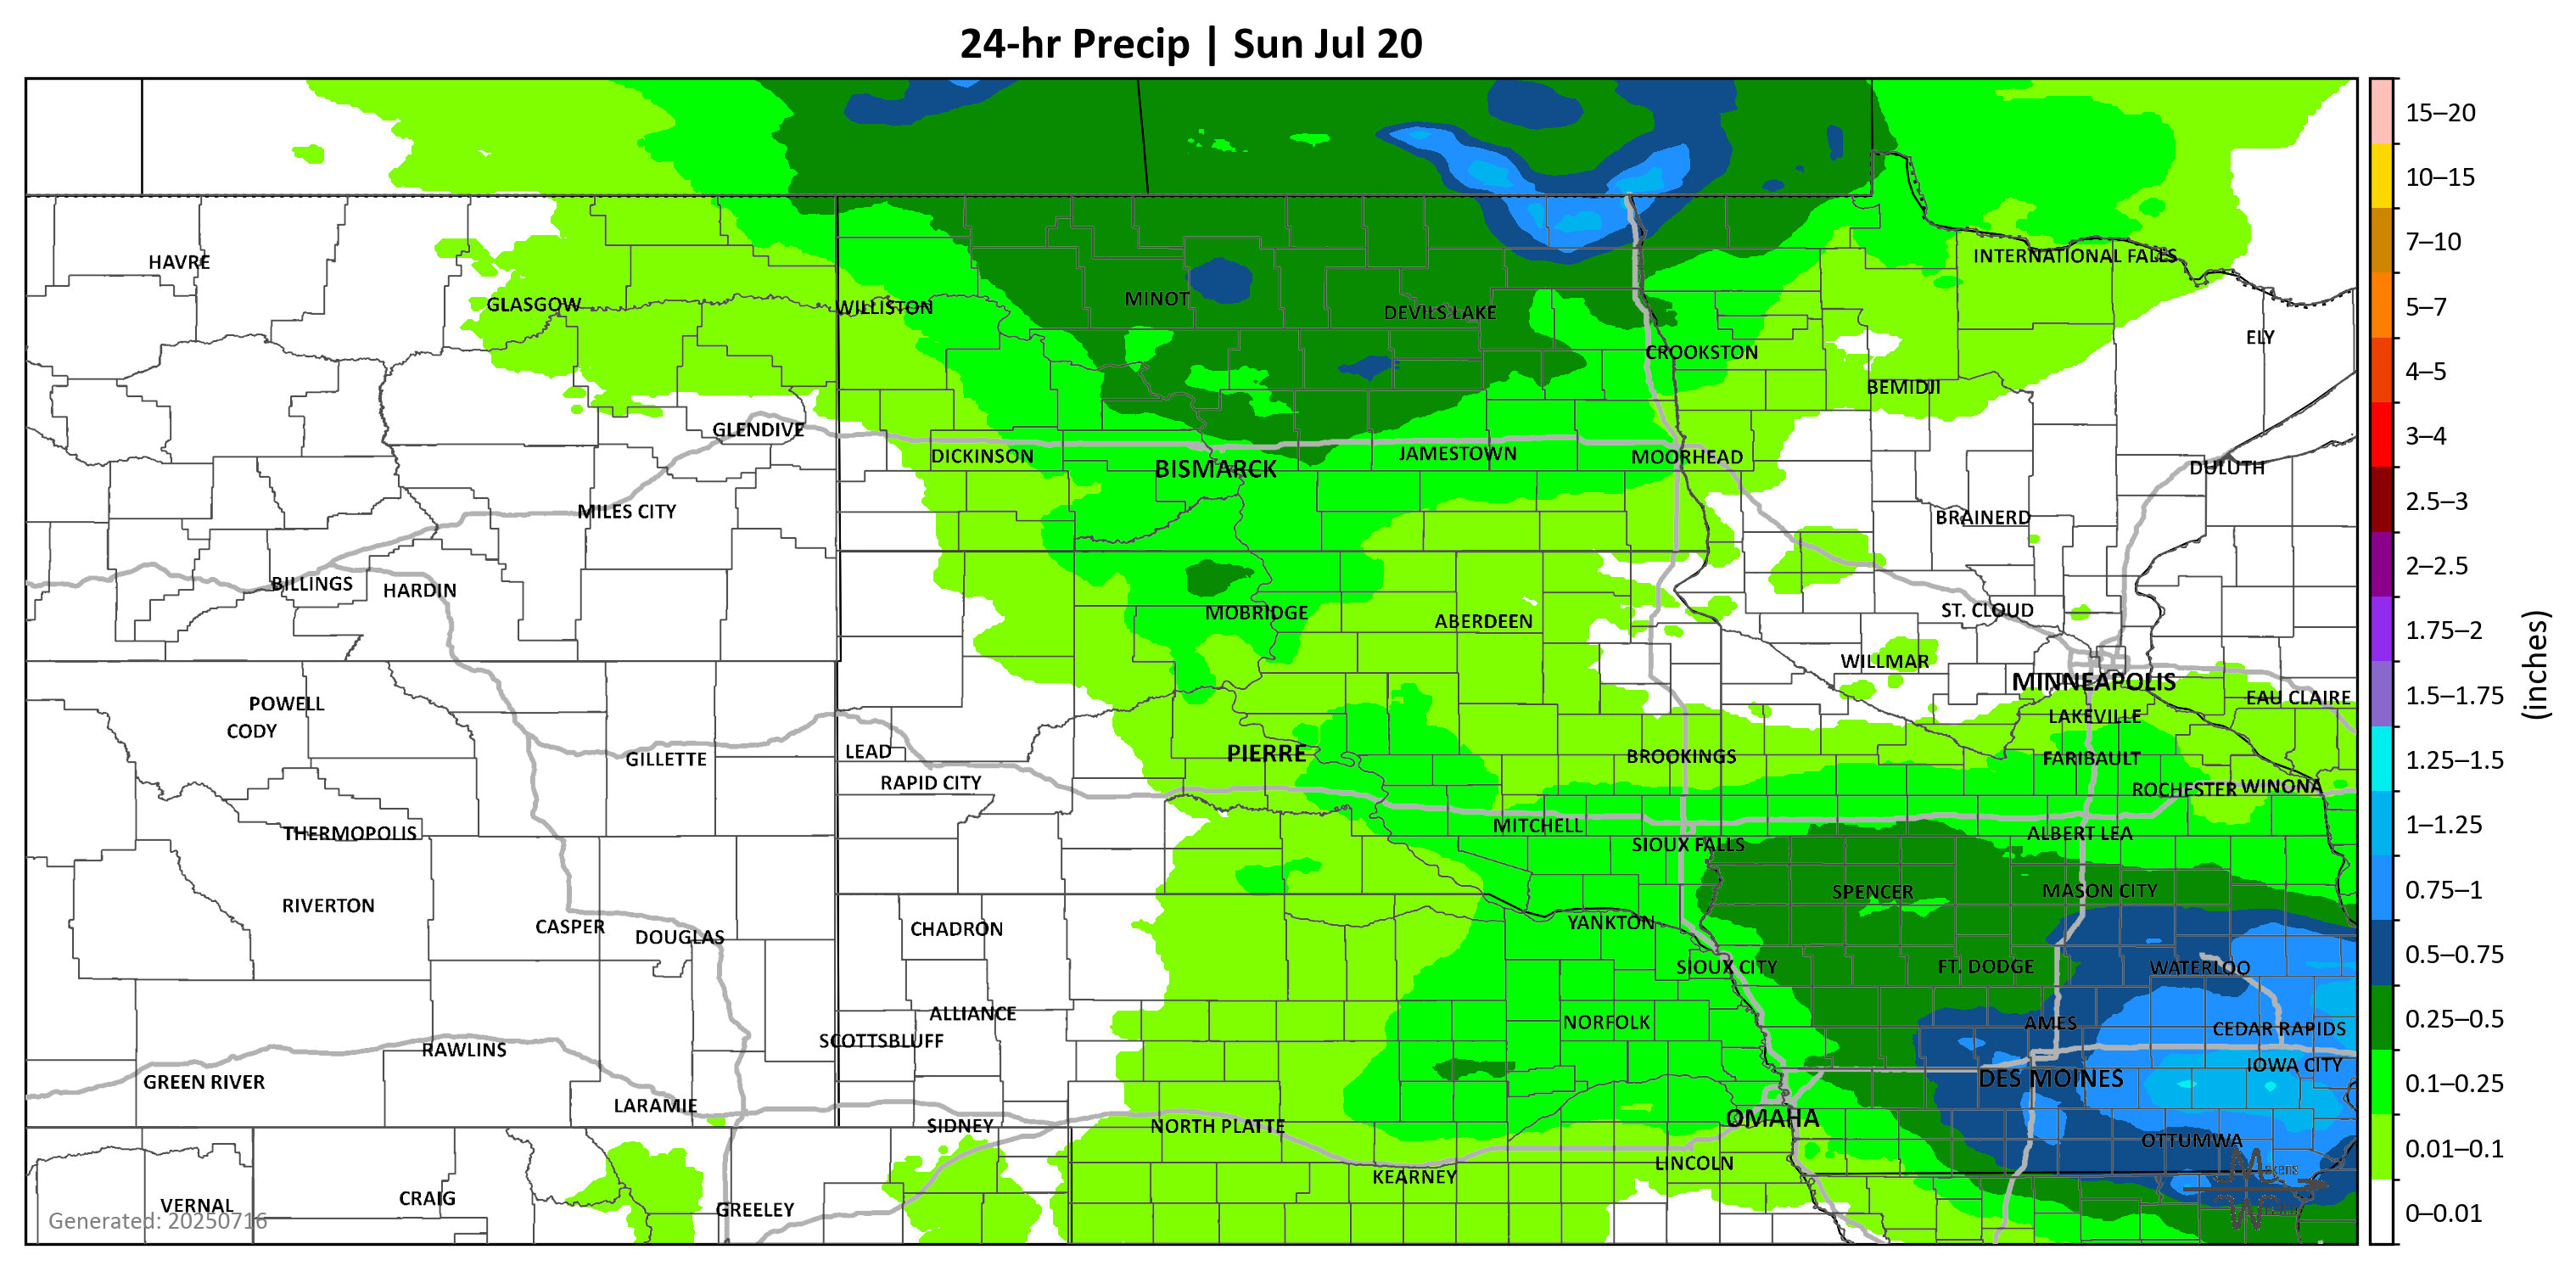 24-hr Precip | Sun Jul 20
15–20
10–15
HAVRE
INTERNATIONAL FALLS
7–10
GLASGOW
WILLISTON
MINOT
DEVILS LAKE
5–7
ELY
CROOKSTON
4–5
BEMIDJI
GLENDIVE
3–4
DICKINSON
BISMARCK
JAMESTOWN
MOORHEAD
DULUTH
2.5–3
MILES CITY
BRAINERD
2–2.5
BILLINGS
HARDIN
MOBRIDGE
ABERDEEN
ST. CLOUD
1.75–2
(inches)
WILLMAR
MINNEAPOLIS
1.5–1.75
EAU CLAIRE
POWELL
CODY
LAKEVILLE
LEAD
PIERRE
BROOKINGS
FARIBAULT
1.25–1.5
GILLETTE
RAPID CITY
ROCHESTER
WINONA
THERMOPOLIS
MITCHELL
ALBERT LEA
1–1.25
SIOUX FALLS
RIVERTON
SPENCER
MASON CITY
0.75–1
CASPER
DOUGLAS
CHADRON
YANKTON
SIOUX CITY
FT. DODGE
WATERLOO
0.5–0.75
ALLIANCE
NORFOLK
AMES
CEDAR RAPIDS
0.25–0.5
SCOTTSBLUFF
RAWLINS
IOWA CITY
GREEN RIVER
DES MOINES
0.1–0.25
LARAMIE
SIDNEY
NORTH PLATTE
OMAHA
OTTUMWA
0.01–0.1
LINCOLN
KEARNEY
VERNAL
CRAIG
GREELEY
Generated: 20250716
0–0.01